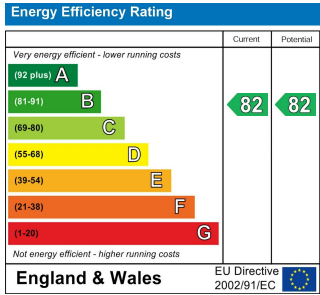 Energy Efficiency Rating
Current Potential
Very energy efficient - lower running costs
(92 plus) A
(81-91) B 82 82
(69-80) C
(55-68) D
(39-54) E
(21-38) F
(1-20) G
Not energy efficient - higher running costs
England & Wales
EU Directive
2002/91/EC